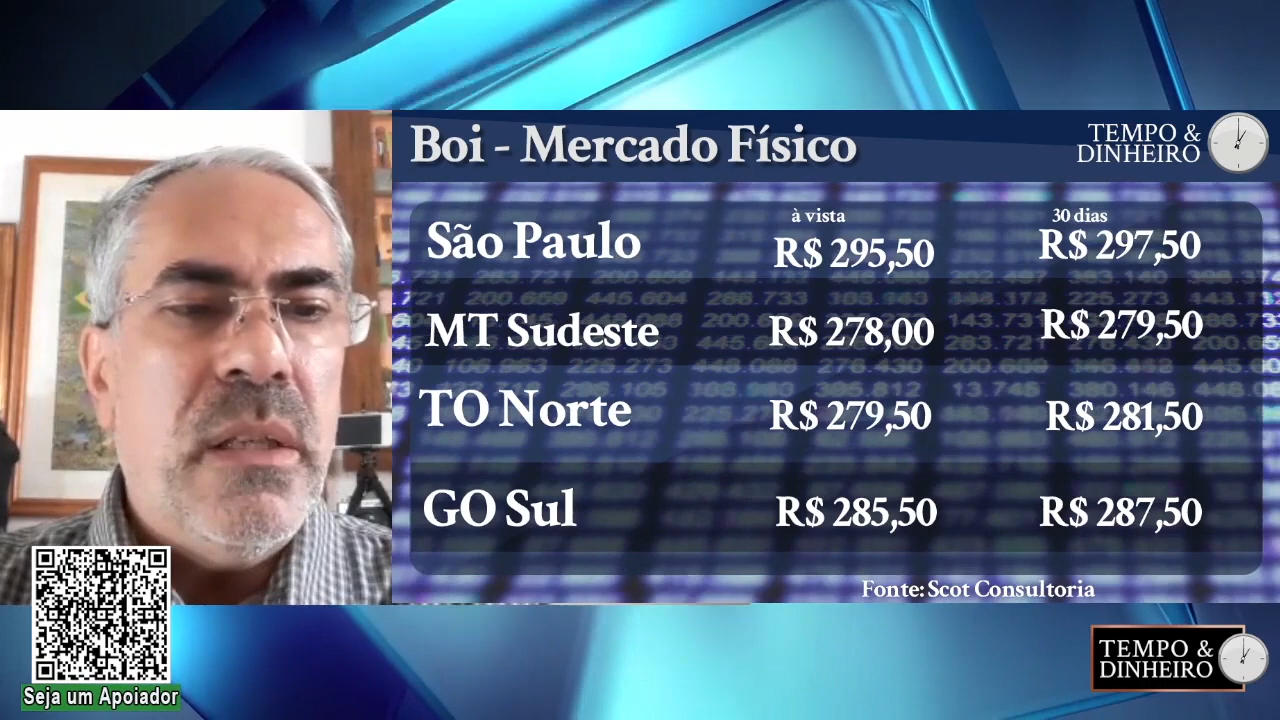 Boi - Mercado Físico
TEMPO &
DINHEIRO
à vista
30 dias
São Paulo
R$ 295,50
R$ 297,50
MT Sudeste
R$ 278,00
R$ 279,50
TO Norte
R$ 279,50
R$ 281,50
GO Sul
R$ 285,50
R$ 287,50
Fonte: Scot Consultoria
Seja um Apoiador
TEMPO &
DINHEIRO